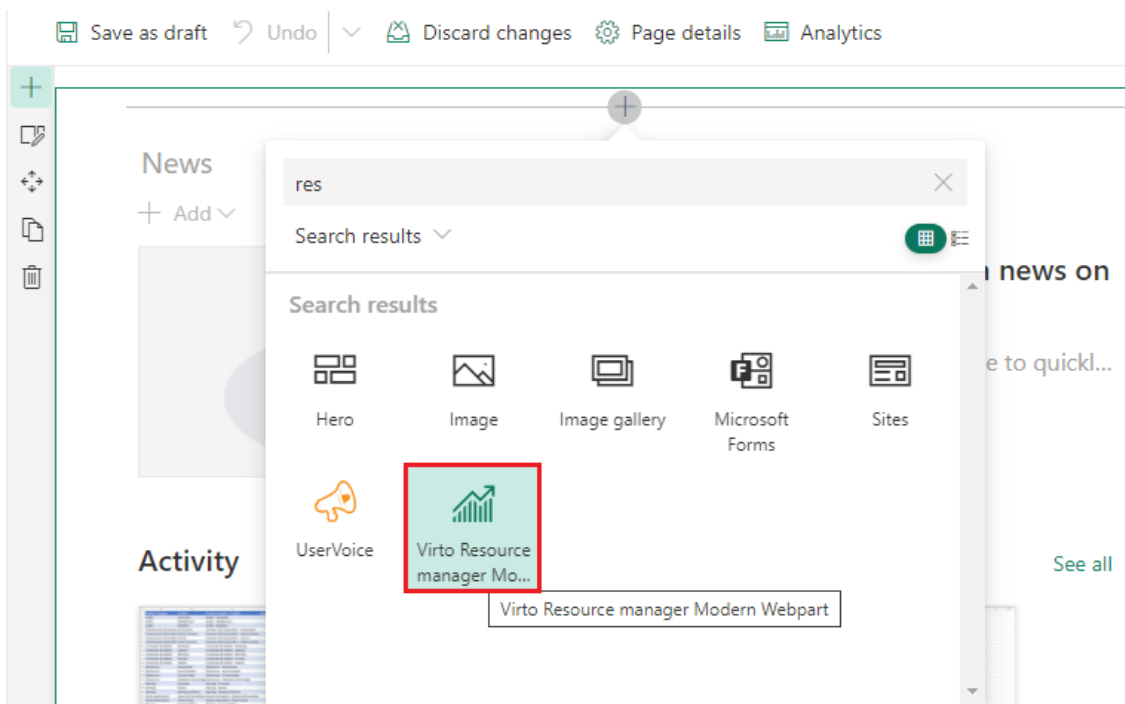 Save as draft Undo Discard changes Page details Analytics
News
Add
res
Search results
Search results
news on
e to quickl...
Hero Image Image gallery Microsoft Forms Sites
UserVoice Virto Resource manager Mo...
Virto Resource manager Modern Webpart
Activity
See all